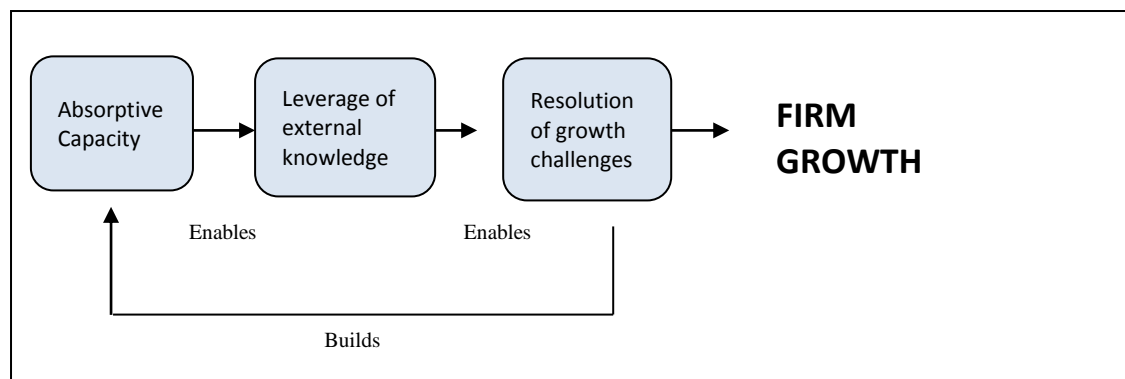 Absorptive
Capacity
Leverage of
external
knowledge
Resolution
of growth
challenges
FIRM
GROWTH
Enables
Enables
Builds